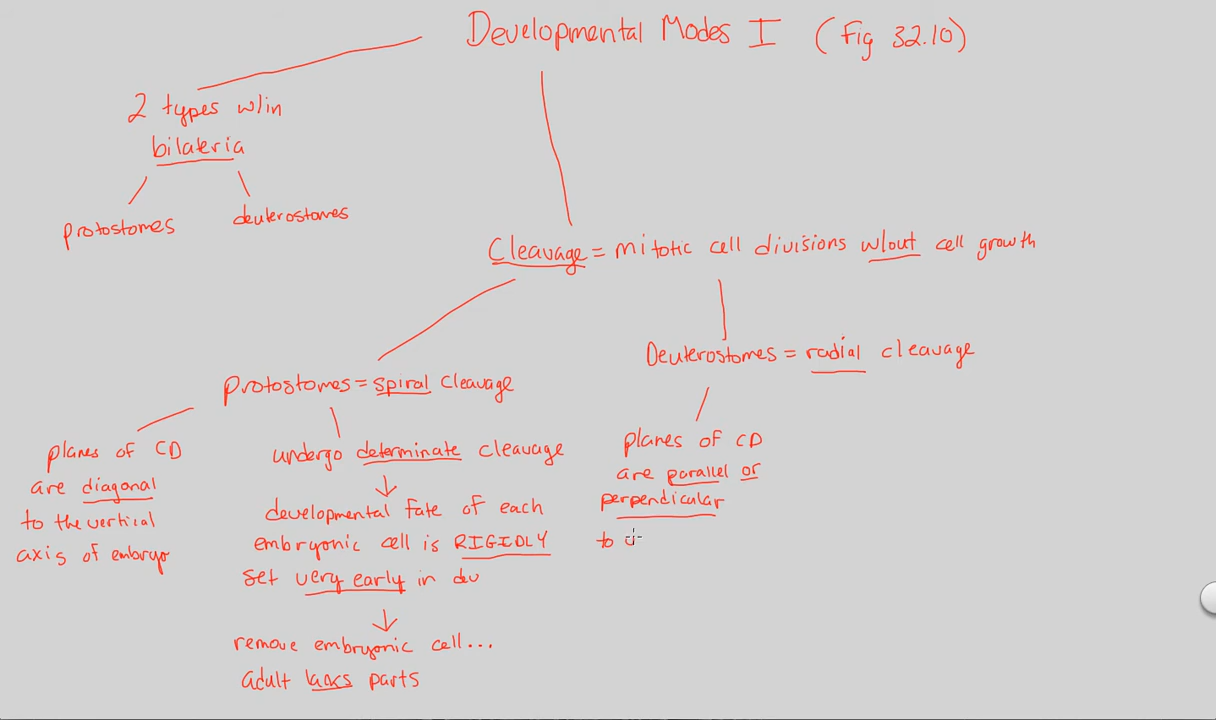 Developmental Modes I (Fig 32.10)
2 types w/in
bilateria
protostomes
deuterostomes
Cleavage = mitotic cell divisions w/out cell growth
Protostomes = spiral cleavage
planes of CD
are diagonal
to the vertical
axis of embryo
undergo determinate cleavage
developmental fate of each
embryonic cell is RIGIDLY
set very early in dev
remove embryonic cell...
adult lacks parts
Deuterostomes = radial cleavage
planes of CD
are parallel or
perpendicular
to